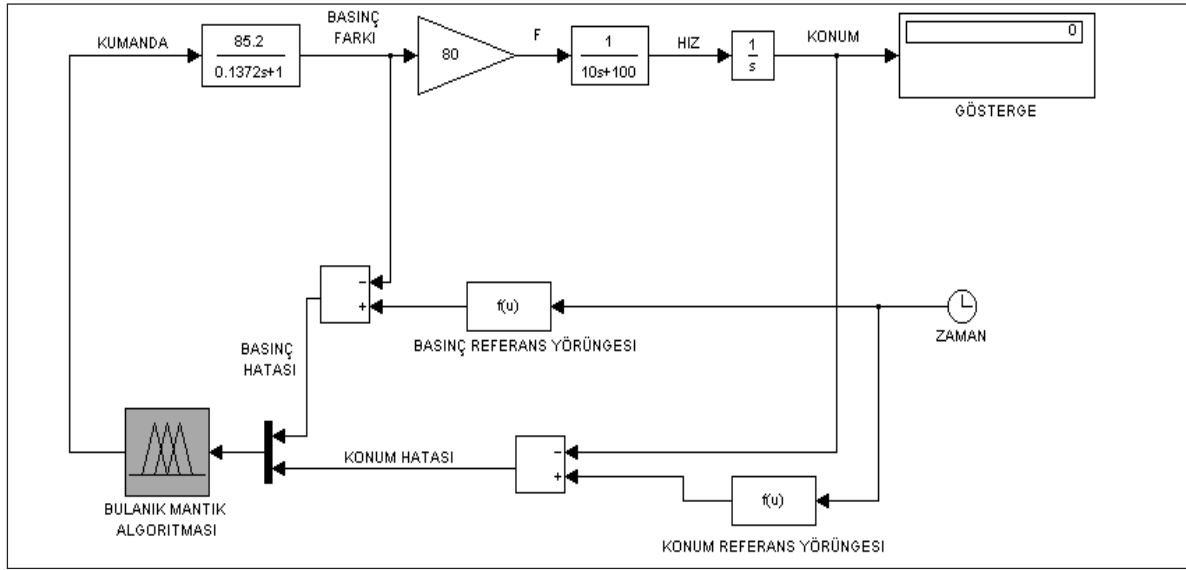 BASINÇ
FARKI
KUMANDA
85.2
0.1372s+1
80
F
1
10s+100
HIZ
1
s
KONUM
0
GÖSTERGE
−
+
f(u)
BASINÇ REFERANS YÖRÜNGESİ
ZAMAN
BASINÇ
HATASI
KONUM HATASI
−
+
f(u)
BULANIK MANTIK
ALGORITMASI
KONUM REFERANS YÖRÜNGESİ